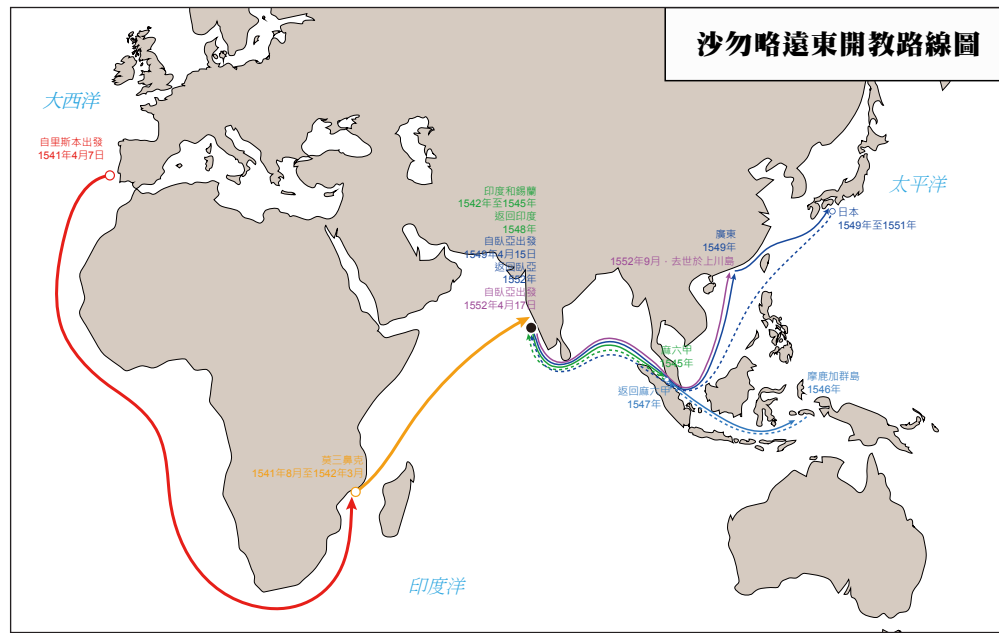 沙勿略遠東開教路線圖
大西洋
自里斯本出發
1541年4月7日
印度和錫蘭
1542年至1545年
返回印度
1548年
自臥亞出發
1549年4月15日
返回臥亞
1552年
自臥亞出發
1552年4月17日
太平洋
日本
1549年至1551年
廣東
1549年
1552年9月，去世於上川島
麻六甲
1545年
返回麻六甲
1547年
摩鹿加群島
1546年
莫三鼻克
1541年8月至1542年3月
印度洋